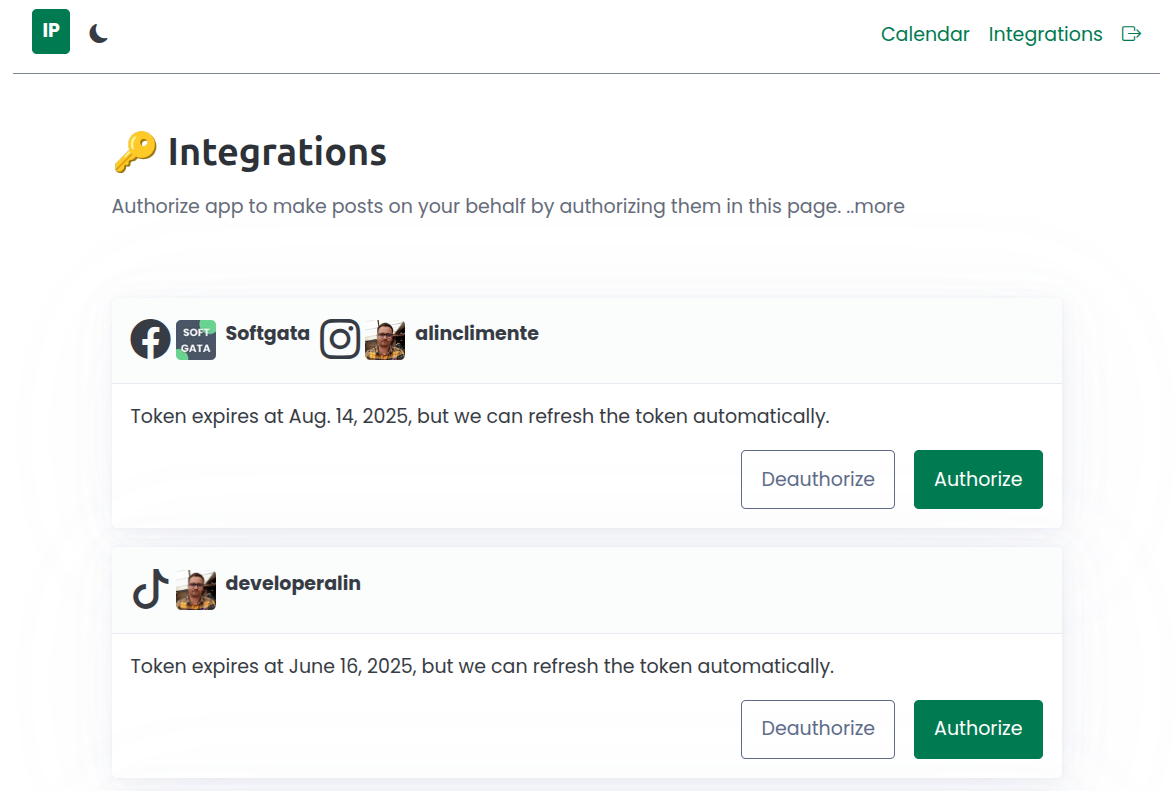 IP
Calendar Integrations
🔑 Integrations
Authorize app to make posts on your behalf by authorizing them in this page. ..more
SOFT
GATA
Softgata alinclimente
Token expires at Aug. 14, 2025, but we can refresh the token automatically.
Deauthorize Authorize
developeralin
Token expires at June 16, 2025, but we can refresh the token automatically.
Deauthorize Authorize